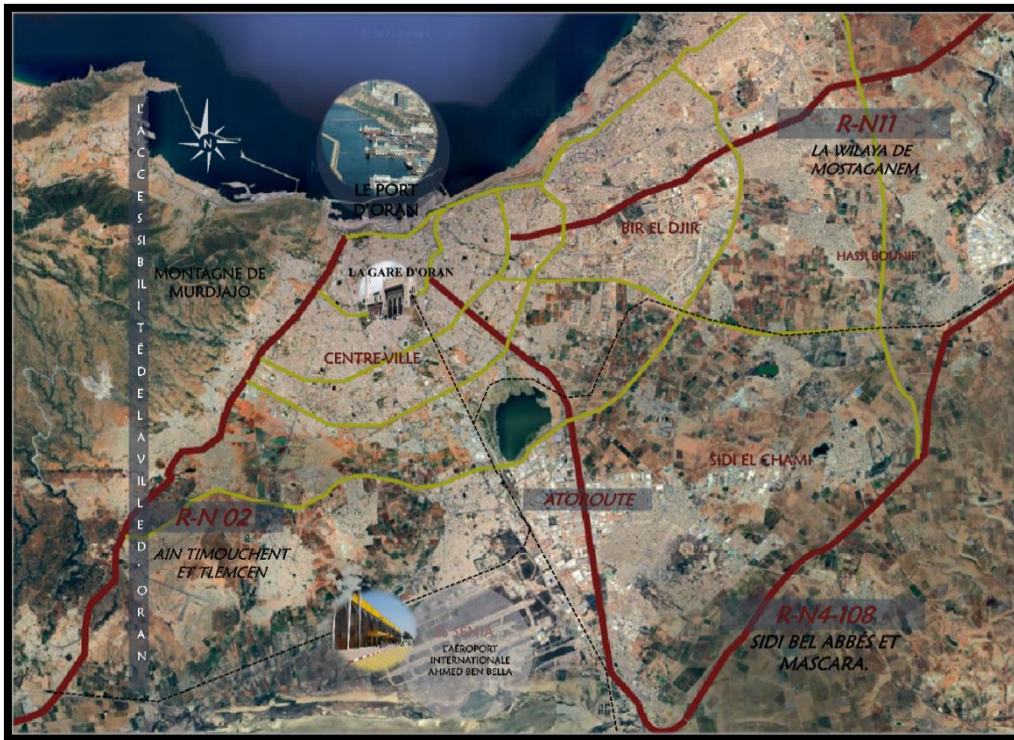 L'ACCESSIBILITÉ DE LA VILLE D'ORAN
N
LE PORT
D'ORAN
R-N11
LA WILAYA DE
MOSTAGANEM
BIR EL DJIR
HASSI BOUNIF
MONTAGNE DE
MURDJAJO
LA GARE D'ORAN
CENTRE-VILLE
SIDI EL CHAMI
ATOROUTE
R-N 02
AIN TIMOUCHENT
ET TLEMCEN
SENIA
L'AÉROPORT
INTERNATIONALE
AHMED BEN BELLA
R-N4-108
SIDI BEL ABBÉS ET
MASCARA.